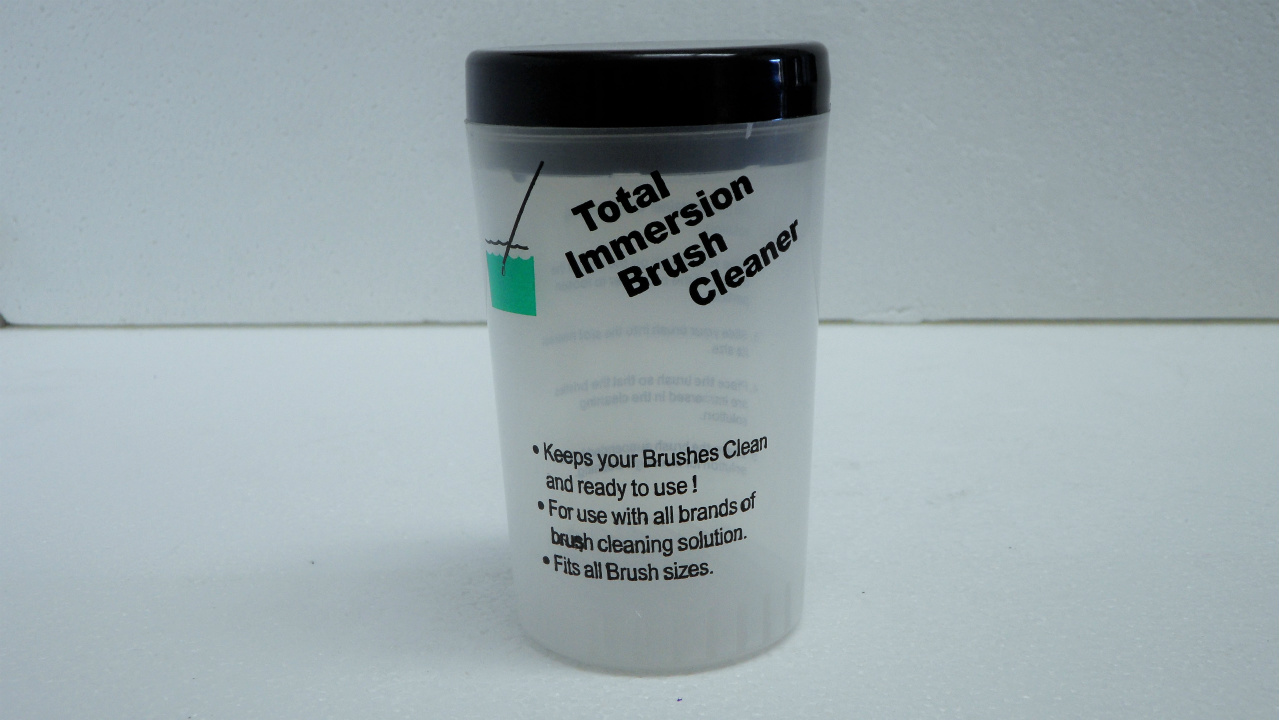 Total
Immersion
Brush
Cleaner
• Keeps your Brushes Clean
and ready to use !
• For use with all brands of
brush cleaning solution.
• Fits all Brush sizes.